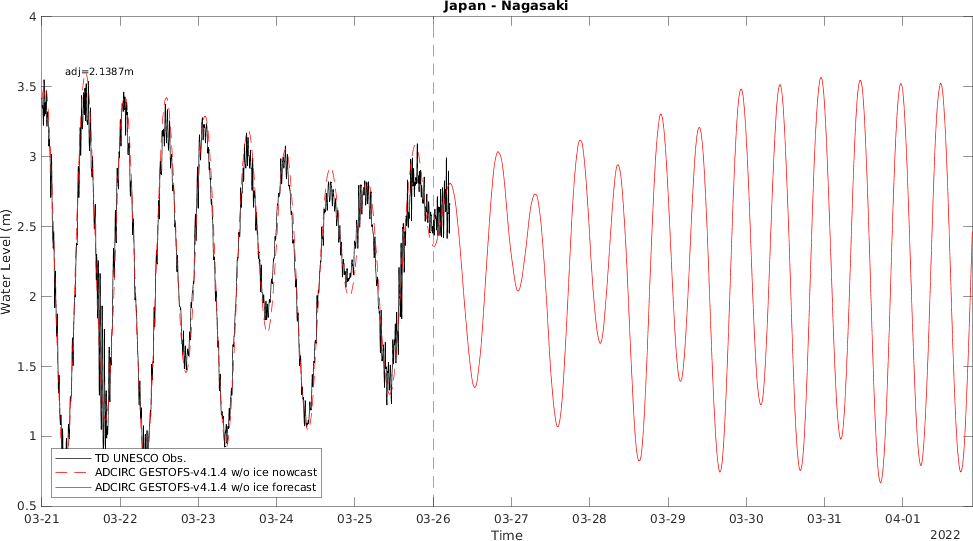 Japan - Nagasaki
adj=2.1387m
4
3.5
3
2.5
2
1.5
1
0.5
Water Level (m)
TD UNESCO Obs.
ADCIRC GESTOFS-v4.1.4 w/o ice nowcast
ADCIRC GESTOFS-v4.1.4 w/o ice forecast
03-21 03-22 03-23 03-24 03-25 03-26 03-27 03-28 03-29 03-30 03-31 04-01
Time
2022